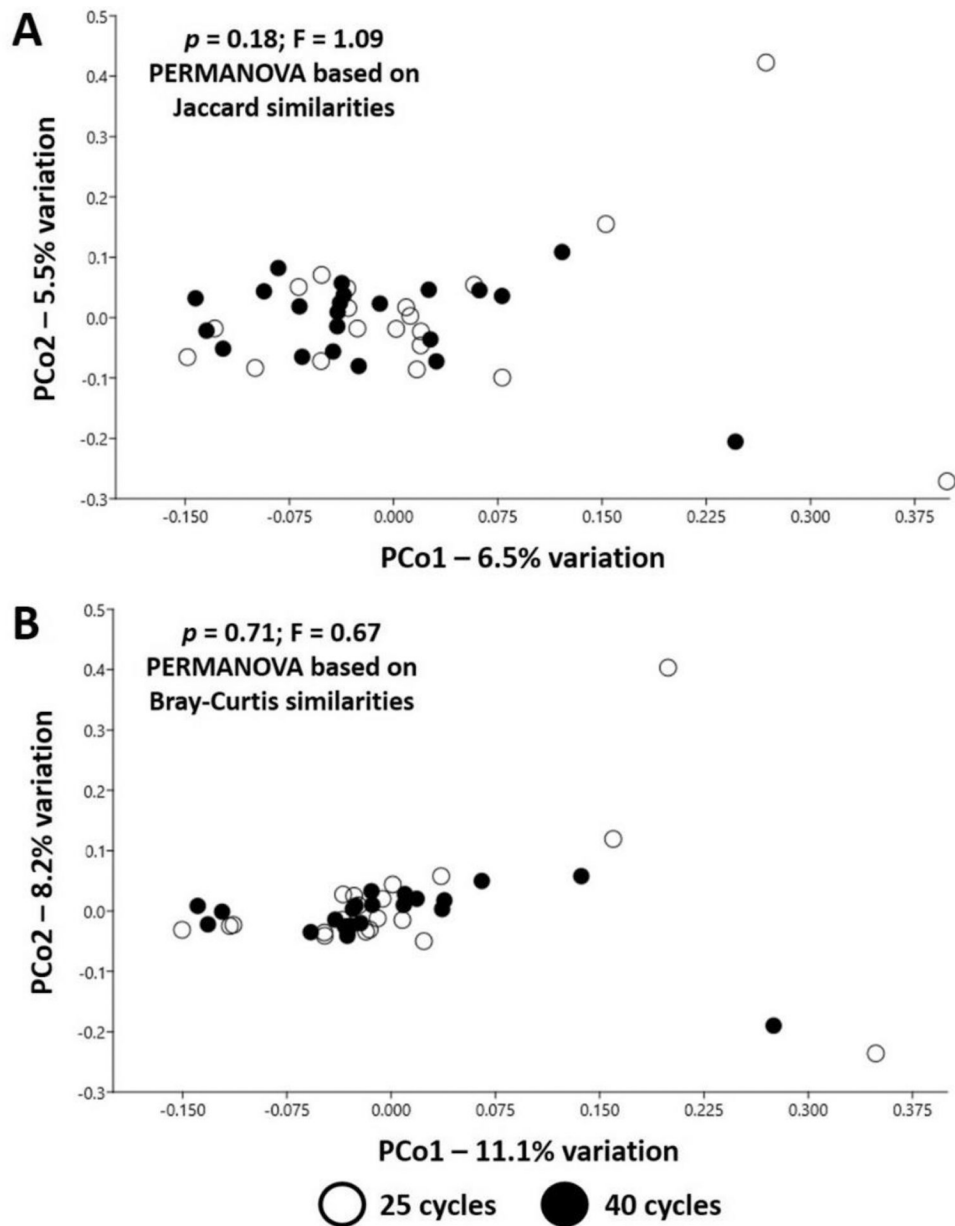 A
p = 0.18; F = 1.09
PERMANOVA based on
Jaccard similarities
0.5
0.4
0.3
0.2
0.1
0.0
-0.1
-0.2
-0.3
PCo2 – 5.5% variation
-0.150 -0.075 0.000 0.075 0.150 0.225 0.300 0.375
PCo1 – 6.5% variation
B
p = 0.71; F = 0.67
PERMANOVA based on
Bray-Curtis similarities
0.5
0.4
0.3
0.2
0.1
0.0
-0.1
-0.2
-0.3
PCo2 – 8.2% variation
-0.150 -0.075 0.000 0.075 0.150 0.225 0.300 0.375
PCo1 – 11.1% variation
25 cycles 40 cycles